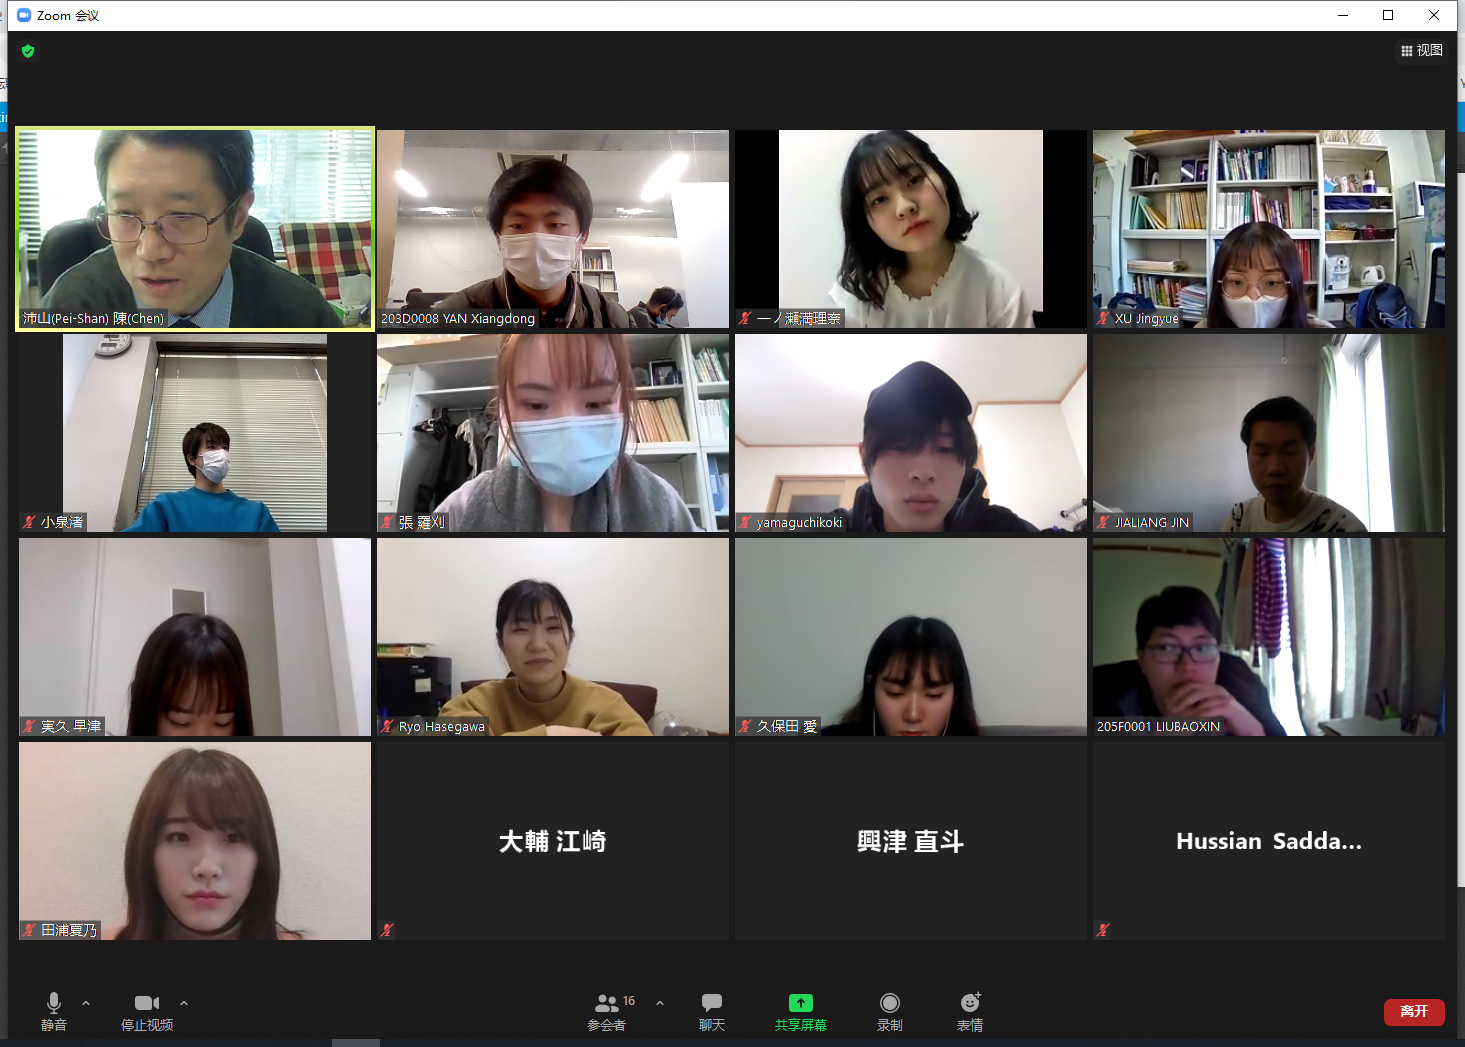 Zoom 会议
视图
沛山(Pei-Shan) 陳(Chen)
203D0008 YAN Xiangdong
一ノ瀬満理奈
XU Jingyue
小泉渚
張 羅刈
yamaguchikoki
JIALIANG JIN
実久 早津
Ryo Hasegawa
久保田 愛
205F0001 LIUBAOXIN
田浦夏乃
大輔 江崎
興津 直斗
Hussian Sadda...
静音
停止视频
16
参会者
聊天
共享屏幕
录制
表情
离开